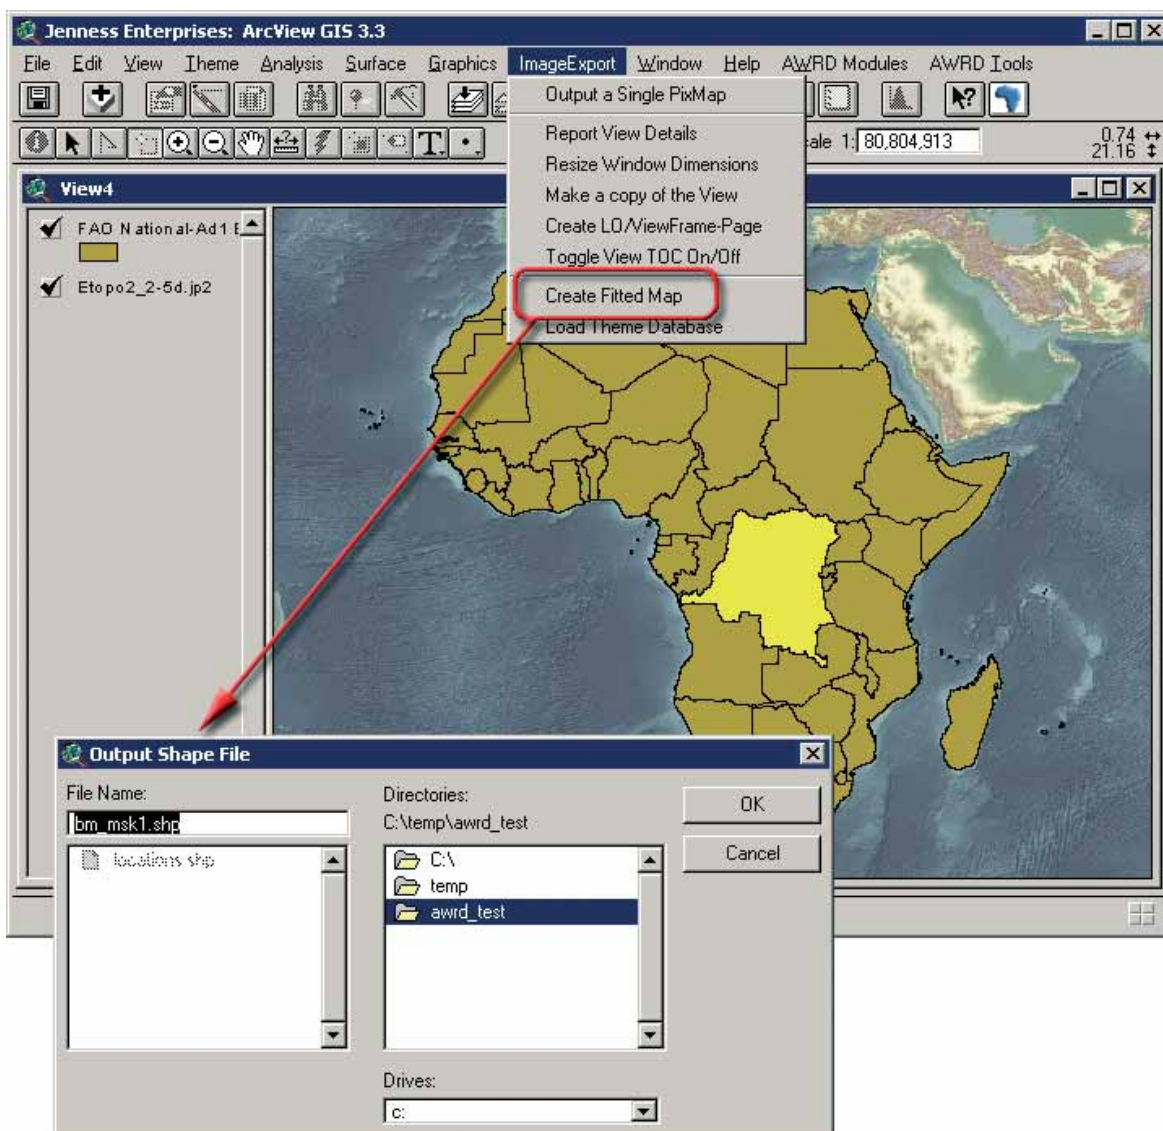 Jenness Enterprises: ArcView GIS 3.3
File Edit View Theme Analysis Surface Graphics ImageExport Window Help AWRD Modules AWRD Tools
Output a Single PixMap
Report View Details
Resize Window Dimensions
Make a copy of the View
Create LO/ViewFrame-Page
Toggle View TOC On/Off
Create Fitted Map
Load Theme Database
T
cale 1: 80,804,913
0.74
21.16
View4
FAO National-Ad1
Etopo2_2-5d.jp2
Output Shape File
File Name:
bm_msk1.shp
locations.shp
Directories:
C:\temp\awrd_test
C:\
temp
awrd_test
OK
Cancel
Drives:
c: